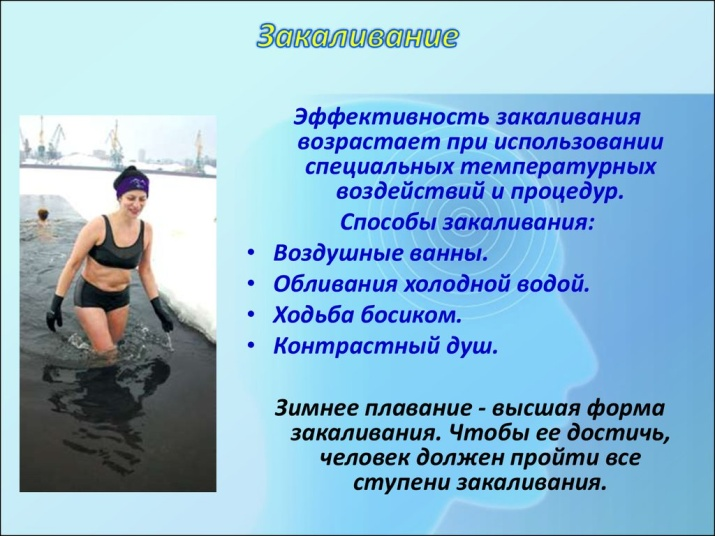 Закаливание
Эффективность закаливания
возрастает при использовании
специальных температурных
воздействий и процедур.
Способы закаливания:
• Воздушные ванны.
• Обливания холодной водой.
• Ходьба босиком.
• Контрастный душ.
Зимнее плавание - высшая форма
закаливания. Чтобы ее достичь,
человек должен пройти все
ступени закаливания.